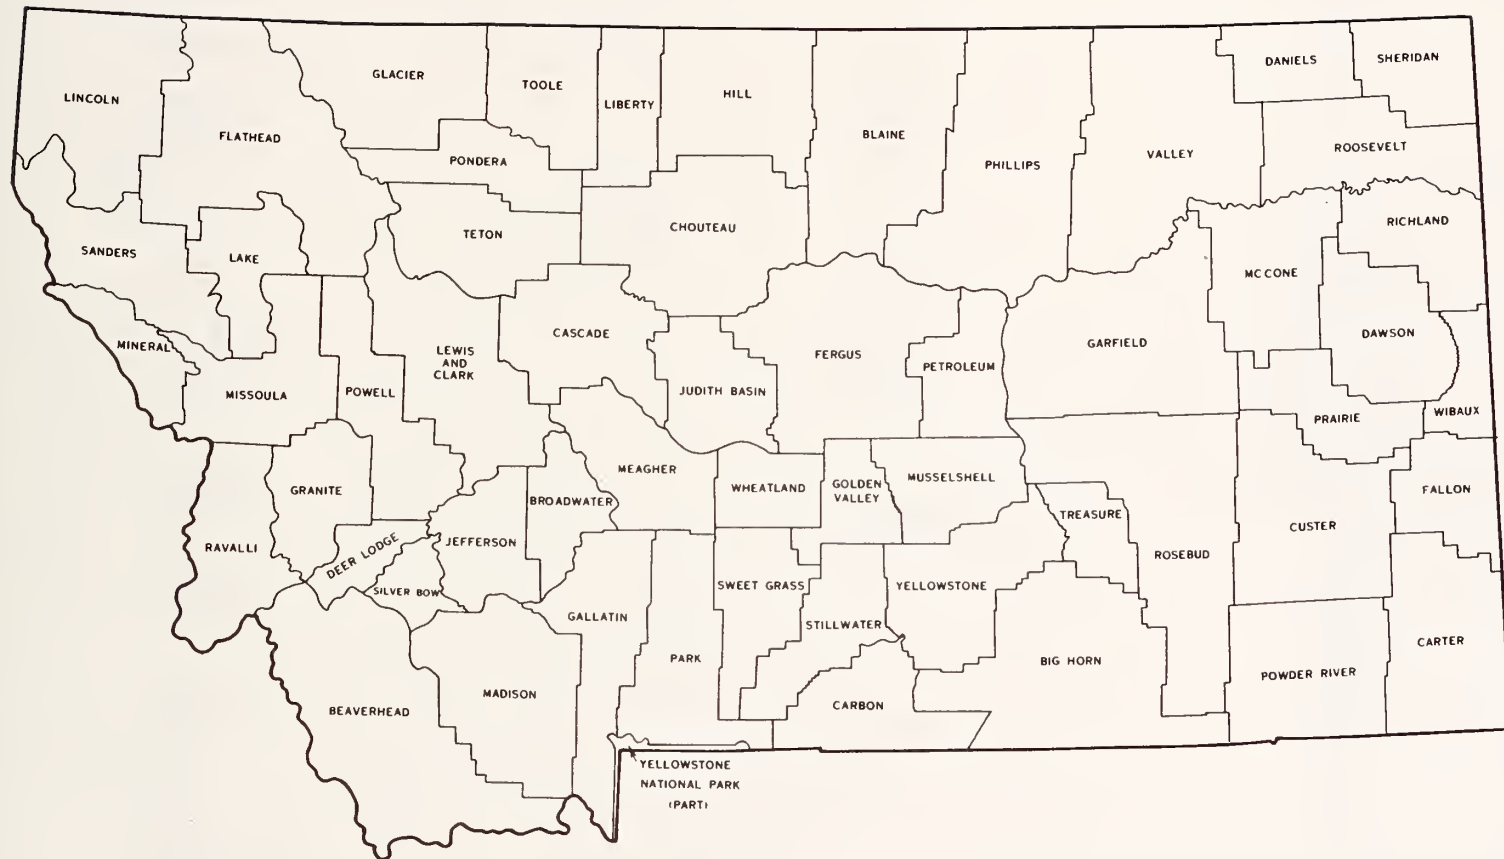 LINCOLN
FLATHEAD
GLACIER
TOOLE
LIBERTY
HILL
BLAINE
PHILLIPS
VALLEY
DANIELS
SHERIDAN
ROOSEVELT
PONDERA
TETON
CHOUTEAU
RICHLAND
SANDERS
LAKE
MC CONE
MINERAL
MISSOULA
POWELL
LEWIS
AND
CLARK
CASCADE
JUDITH BASIN
FERGUS
PETROLEUM
GARFIELD
DAWSON
PRAIRIE
WIBAUX
GRANITE
MEAGHER
WHEATLAND
GOLDEN
VALLEY
MUSSELSHELL
BROADWATER
TREASURE
FALLON
RAVALLI
DEER LODGE
JEFFERSON
ROSEBUD
CUSTER
SILVER BOW
GALLATIN
SWEET GRASS
YELLOWSTONE
STILLWATER
PARK
BIG HORN
CARTER
POWDER RIVER
BEAVERHEAD
MADISON
CARBON
YELLOWSTONE
NATIONAL PARK
(PART)